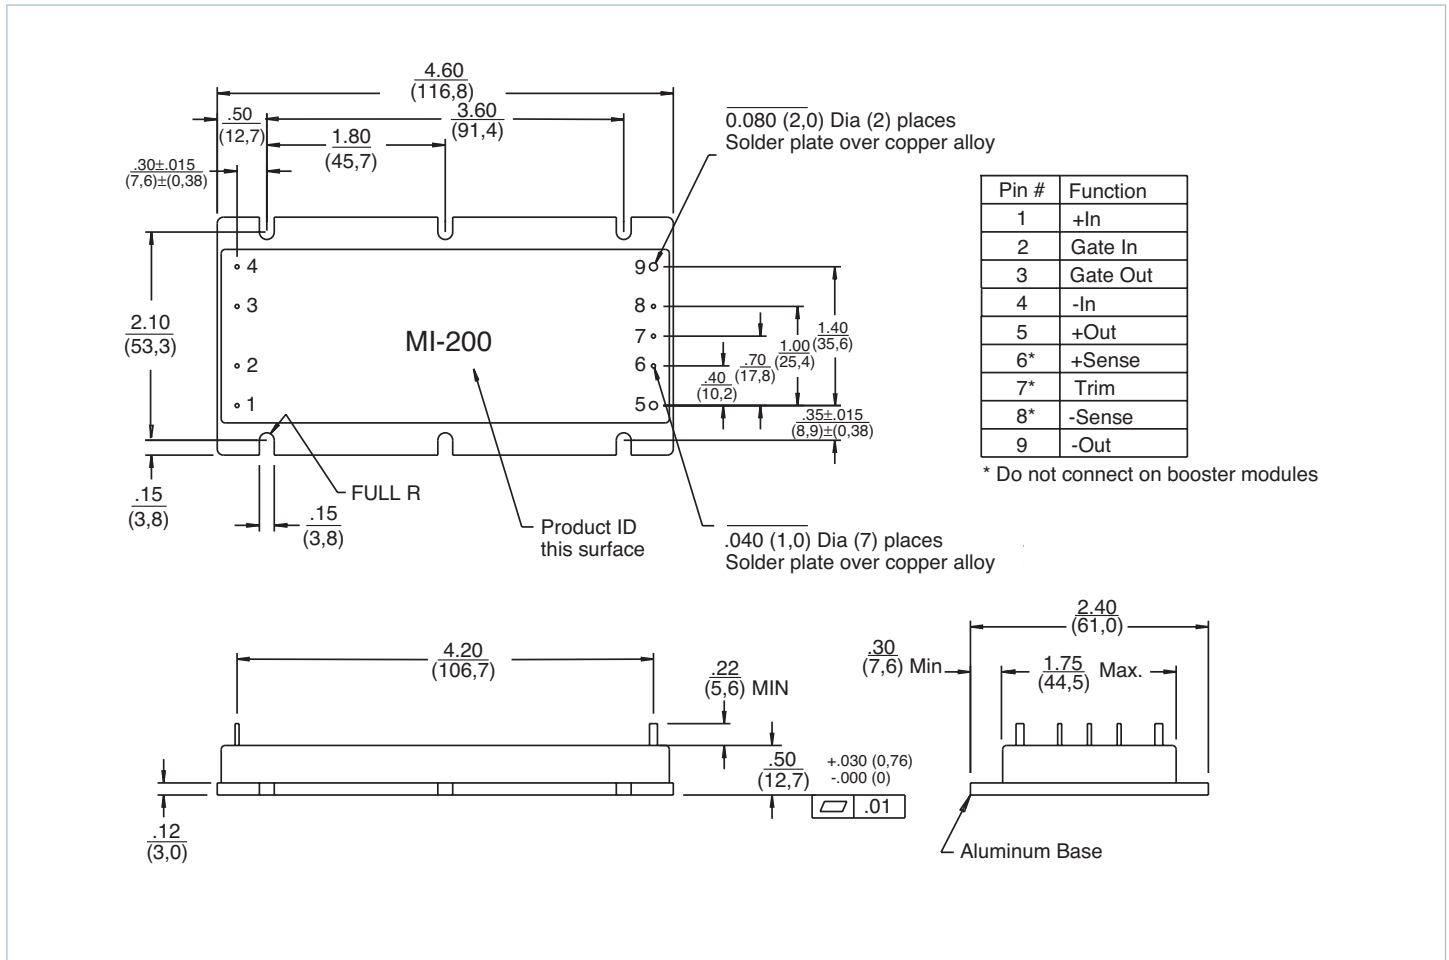 4.60
(116,8)
.50
(12,7)
3.60
(91,4)
1.80
(45,7)
.30±.015
(7,6)±(0,38)
0.080 (2,0) Dia (2) places
Solder plate over copper alloy
4
3
2
1
MI-200
9
8
7
6
5
2.10
(53,3)
1.40
(35,6)
1.00
(25,4)
.70
(17,8)
.40
(10,2)
.35±.015
(8,9)±(0,38)
.15
(3,8)
FULL R
.15
(3,8)
Product ID
this surface
.040 (1,0) Dia (7) places
Solder plate over copper alloy
Pin # Function
1 +In
2 Gate In
3 Gate Out
4 -In
5 +Out
6* +Sense
7* Trim
8* -Sense
9 -Out
* Do not connect on booster modules
4.20
(106,7)
.22
(5,6) MIN
.50
(12,7)
+.030 (0,76)
-.000 (0)
.01
.12
(3,0)
2.40
(61,0)
.30
(7,6) Min
1.75
(44,5)
Max.
Aluminum Base